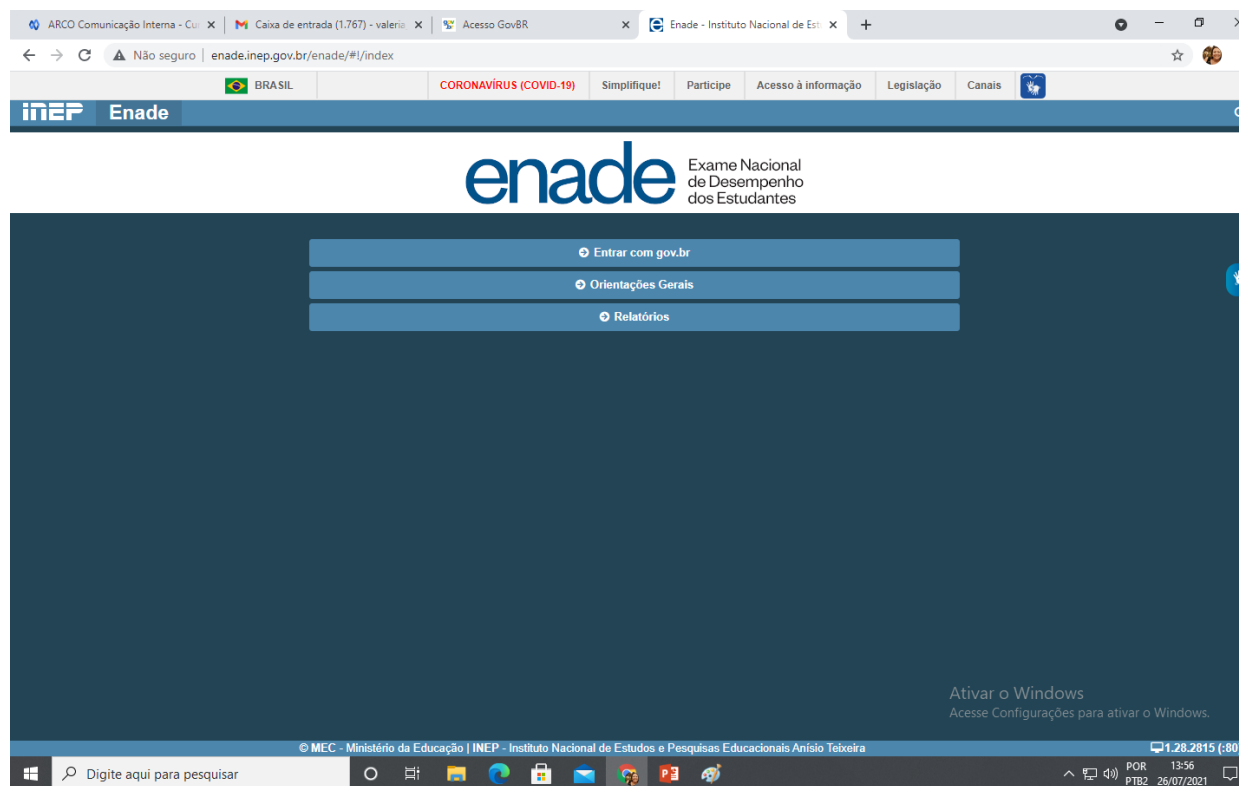 ARCO Comunicação Interna - Cu
Caixa de entrada (1.767) - valeria
Acesso GovBR
Enade - Instituto Nacional de Est
Não seguro | enade.inep.gov.br/enade/#!/index
BRASIL
CORONAVÍRUS (COVID-19)
Simplifique!
Participe
Acesso à informação
Legislação
Canais
inep Enade
enade
Exame Nacional
de Desempenho
dos Estudantes
Entrar com gov.br
Orientações Gerais
Relatórios
Ativar o Windows
Acesse Configurações para ativar o Windows.
© MEC - Ministério da Educação | INEP - Instituto Nacional de Estudos e Pesquisas Educacionais Anísio Teixeira
1.28.2815 (:80
Digite aqui para pesquisar
POR
PTB2
13:56
26/07/2021